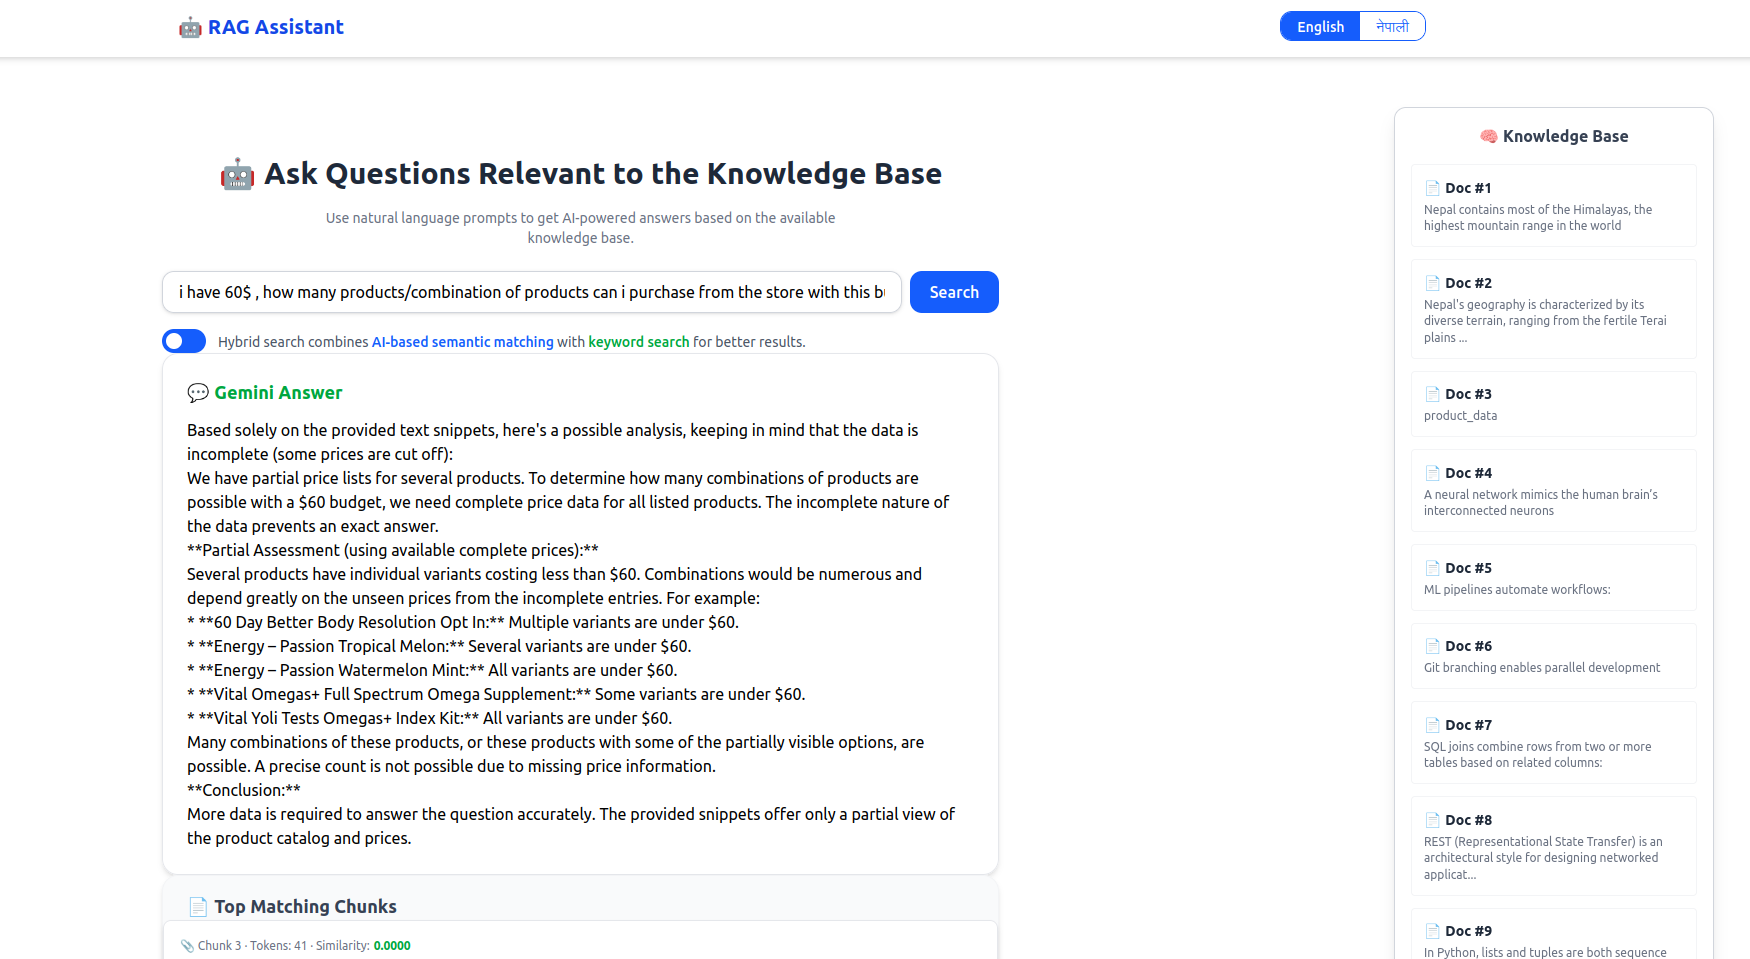 🤖 RAG Assistant
English
नेपाली
🤖 Ask Questions Relevant to the Knowledge Base
Use natural language prompts to get AI-powered answers based on the available
knowledge base.
i have 60$ , how many products/combination of products can i purchase from the store with this
Search
Hybrid search combines AI-based semantic matching with keyword search for better results.
💬 Gemini Answer
Based solely on the provided text snippets, here's a possible analysis, keeping in mind that the data is
incomplete (some prices are cut off):
We have partial price lists for several products. To determine how many combinations of products are
possible with a $60 budget, we need complete price data for all listed products. The incomplete nature of
the data prevents an exact answer.
**Partial Assessment (using available complete prices):**
Several products have individual variants costing less than $60. Combinations would be numerous and
depend greatly on the unseen prices from the incomplete entries. For example:
* **60 Day Better Body Resolution Opt In:** Multiple variants are under $60.
* **Energy – Passion Tropical Melon:** Several variants are under $60.
* **Energy – Passion Watermelon Mint:** All variants are under $60.
* **Vital Omegas+ Full Spectrum Omega Supplement:** Some variants are under $60.
* **Vital Yoli Tests Omegas+ Index Kit:** All variants are under $60.
Many combinations of these products, or these products with some of the partially visible options, are
possible. A precise count is not possible due to missing price information.
**Conclusion:**
More data is required to answer the question accurately. The provided snippets offer only a partial view of
the product catalog and prices.
📄 Top Matching Chunks
📎 Chunk 3 · Tokens: 41 · Similarity: 0.0000
🧠 Knowledge Base
📄 Doc #1
Nepal contains most of the Himalayas, the
highest mountain range in the world
📄 Doc #2
Nepal's geography is characterized by its
diverse terrain, ranging from the fertile Terai
plains ...
📄 Doc #3
product_data
📄 Doc #4
A neural network mimics the human brain's
interconnected neurons
📄 Doc #5
ML pipelines automate workflows:
📄 Doc #6
Git branching enables parallel development
📄 Doc #7
SQL joins combine rows from two or more
tables based on related columns:
📄 Doc #8
REST (Representational State Transfer) is an
architectural style for designing networked
applicat...
📄 Doc #9
In Python, lists and tuples are both sequence